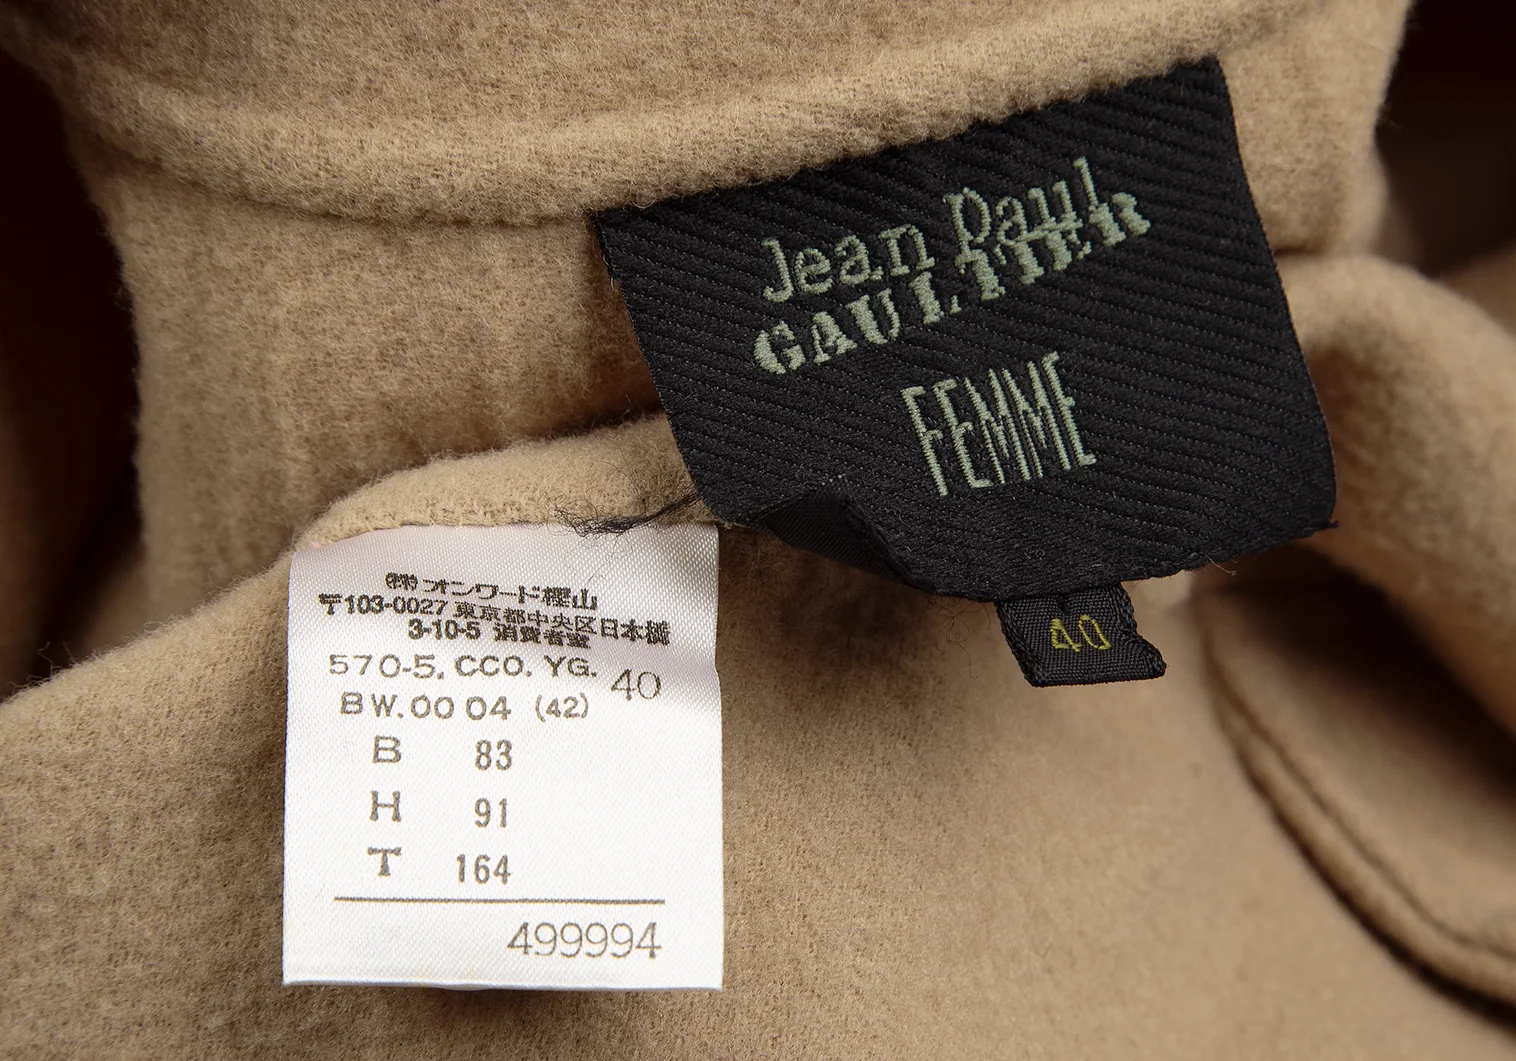 Jean Paul
GAULTIER
FEMME
40
㈱オンワード樫山
〒103-0027 東京都中央区日本橋
3-10-5 消費者室
570-5, CCO. YG. 40
BW.00 04 (42)
B 83
H 91
T 164
499994